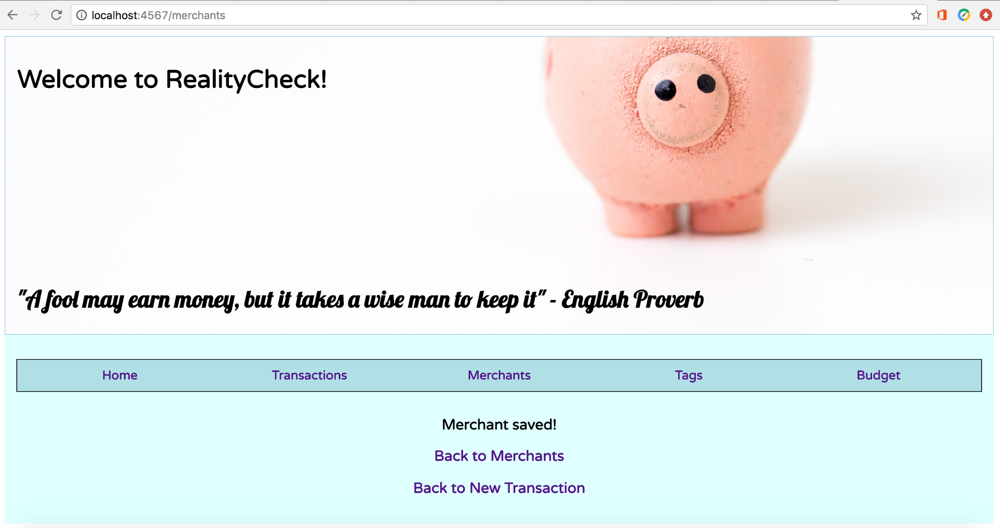 localhost:4567/merchants
Welcome to RealityCheck!
"A fool may earn money, but it takes a wise man to keep it" - English Proverb
Home Transactions Merchants Tags Budget
Merchant saved!
Back to Merchants
Back to New Transaction